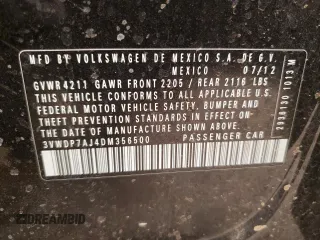 MFD BY VOLKSWAGEN DE MEXICO S.A. DE C.V.
MEXICO 07/12
GVWR 4211 GAWR FRONT 2205 / REAR 2116 LBS
THIS VEHICLE CONFORMS TO ALL APPLICABLE U.S.
FEDERAL MOTOR VEHICLE SAFETY, BUMPER, AND
THEFT PREVENTION STANDARDS IN EFFECT ON THE
DATE OF MANUFACTURE SHOWN ABOVE.
3VWDP7AJ4DM356500 PASSENGER CAR
1013 M
© DREAMBID